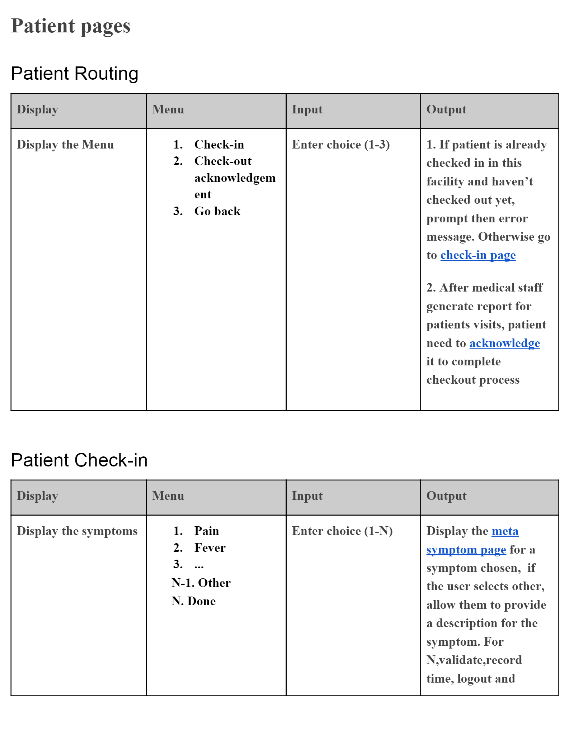 Patient pages
Patient Routing
Display Menu Input Output
Display the Menu
1. Check-in
2. Check-out
acknowledgem
ent
3. Go back
Enter choice (1-3)
1. If patient is already
checked in in this
facility and haven't
checked out yet,
prompt then error
message. Otherwise go
to check-in page
2. After medical staff
generate report for
patients visits, patient
need to acknowledge
it to complete
checkout process
Patient Check-in
Display Menu Input Output
Display the symptoms
1. Pain
2. Fever
3. ...
N-1. Other
N. Done
Enter choice (1-N)
Display the meta
symptom page for a
symptom chosen, if
the user selects other,
allow them to provide
a description for the
symptom. For
N,validate,record
time, logout and